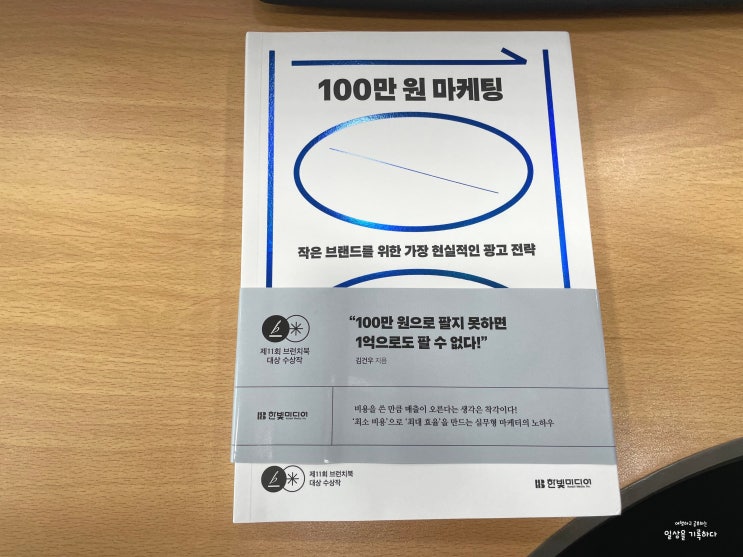 100만 원 마케팅
작은 브랜드를 위한 가장 현실적인 광고 전략
b
제11회 브런치북
대상 수상작
“100만 원으로 팔지 못하면
1억으로도 팔 수 없다!”
김건우 지음
HB 한빛미디어
비용을 쓴 만큼 매출이 오른다는 생각은 착각이다!
‘최소 비용’으로 ‘최대 효율’을 만드는 실무형 마케터의 노하우
b
제11회 브런치북
대상 수상작
HB 한빛미디어
일상을 기록하다